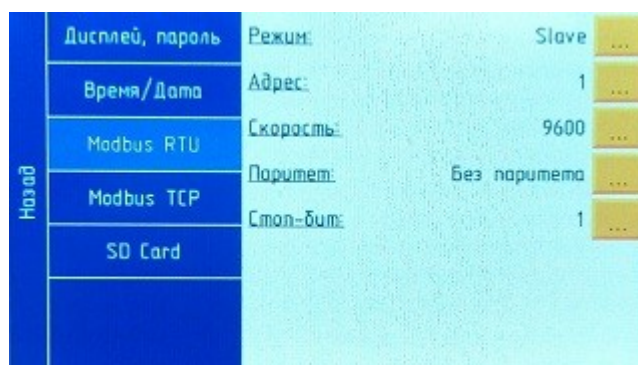 Назад
Дисплей, пароль
Время/Дата
Modbus RTU
Modbus TCP
SD Card
Режим: Slave ...
Адрес: 1 ...
Скорость: 9600 ...
Паритет: Без паритета ...
Стоп-бит: 1 ...